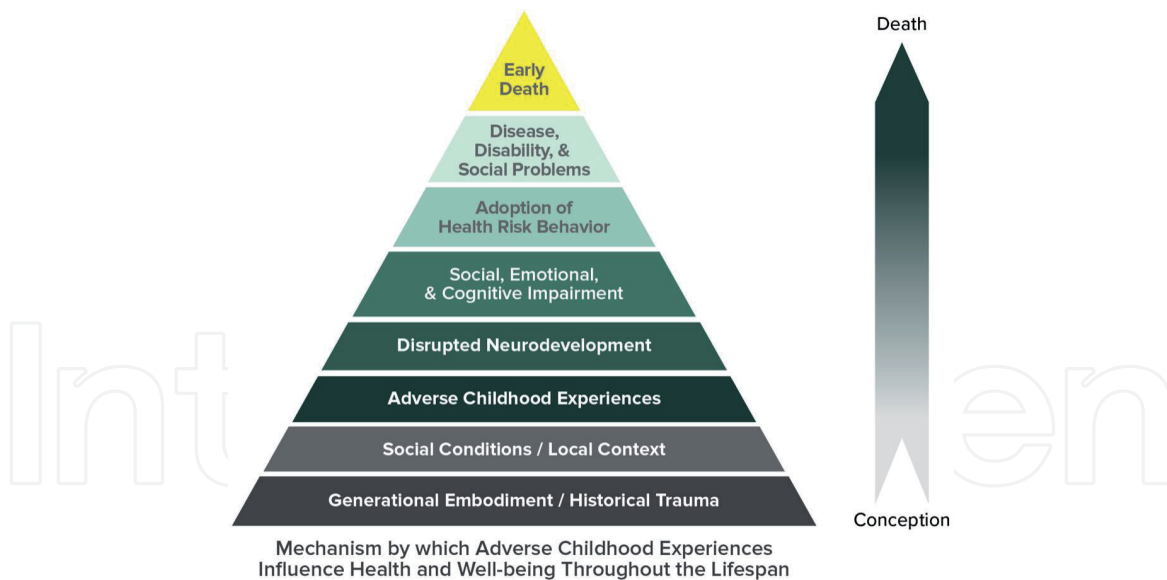 Death
Early
Death
Disease,
Disability, &
Social Problems
Adoption of
Health Risk Behavior
Social, Emotional,
& Cognitive Impairment
Disrupted Neurodevelopment
Adverse Childhood Experiences
Social Conditions / Local Context
Generational Embodiment / Historical Trauma
Conception
Mechanism by which Adverse Childhood Experiences
Influence Health and Well-being Throughout the Lifespan